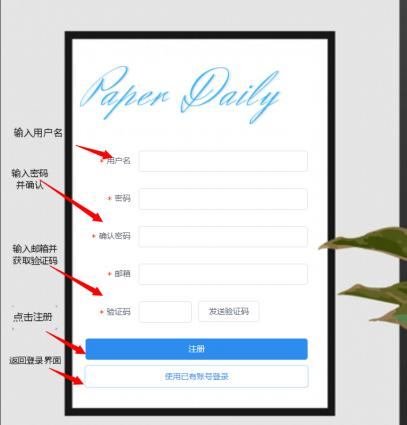 Paper Daily
输入用户名
* 用户名
输入密码
并确认
* 密码
* 确认密码
输入邮箱并
获取验证码
* 邮箱
* 验证码
发送验证码
点击注册
注册
返回登录界面
使用已有账号登录